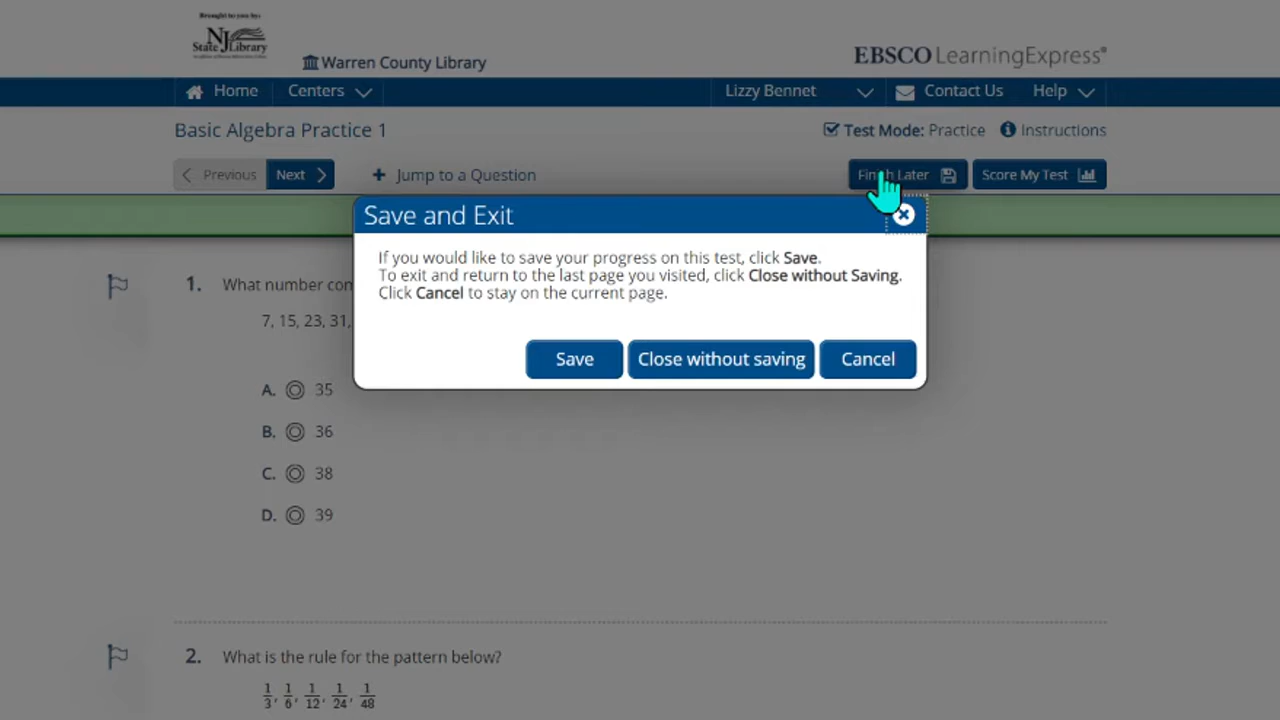 Brought to you by:
NJ
State Library
Warren County Library
EBSCO LearningExpress®
Home
Centers
Lizzy Bennet
Contact Us
Help
Basic Algebra Practice 1
Test Mode: Practice
Instructions
Previous
Next
+ Jump to a Question
Finish Later
Score My Test
Save and Exit
If you would like to save your progress on this test, click Save.
To exit and return to the last page you visited, click Close without Saving.
Click Cancel to stay on the current page.
Save
Close without saving
Cancel
1. What number
7, 15, 23, 31,
A. 35
B. 36
C. 38
D. 39
2. What is the rule for the pattern below?
1/3, 1/6, 1/12, 1/24, 1/48